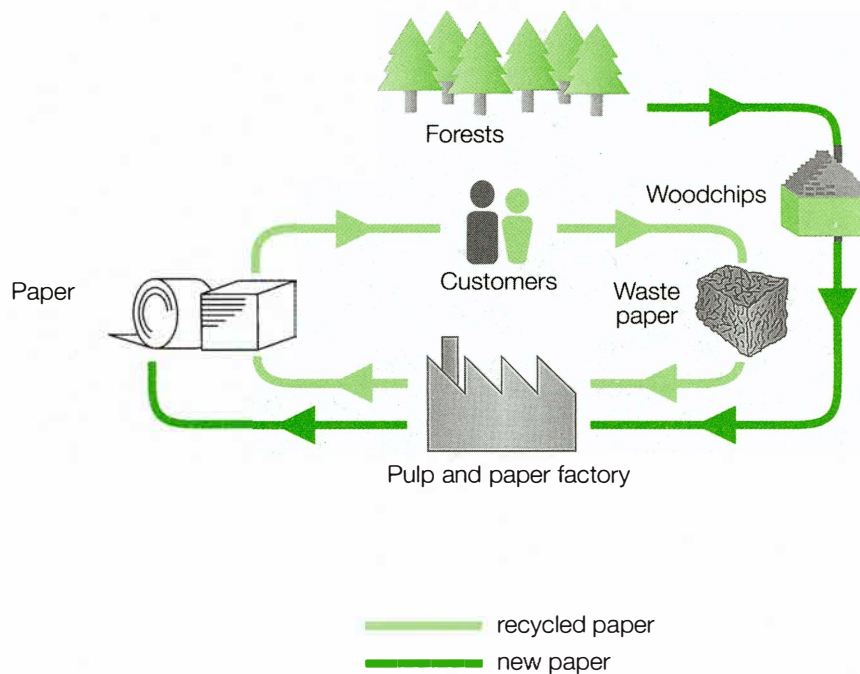 Forests
Woodchips
Customers
Paper
Waste
paper
Pulp and paper factory
recycled paper
new paper